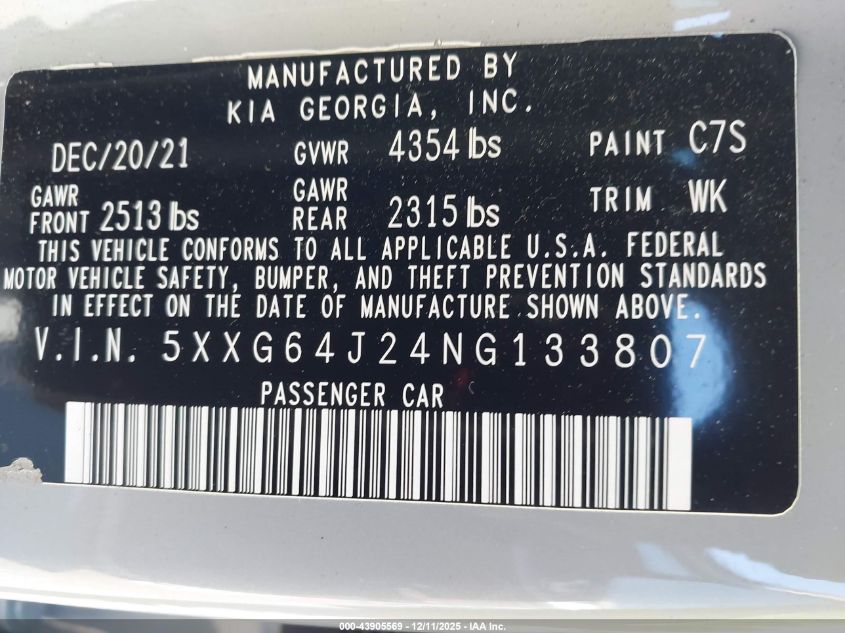 MANUFACTURED BY
KIA GEORGIA, INC.
DEC/20/21 GVWR 4354 lbs PAINT C7S
GAWR FRONT 2513 lbs GAWR REAR 2315 lbs TRIM WK
THIS VEHICLE CONFORMS TO ALL APPLICABLE U.S.A. FEDERAL
MOTOR VEHICLE SAFETY, BUMPER, AND THEFT PREVENTION STANDARDS
IN EFFECT ON THE DATE OF MANUFACTURE SHOWN ABOVE.
V.I.N. 5XXG64J24NG133807
PASSENGER CAR
000-43905569 - 12/11/2025 - IAA Inc.